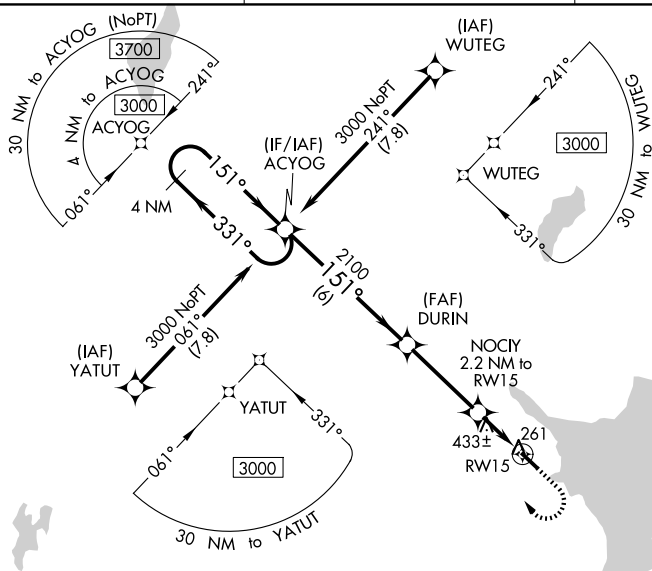 30 NM to ACYOG (NoPT)
3700
4 NM to ACYOG
3000
ACYOG
241°
061°
(IAF)
WUTEG
3000 NoPT
241°
(7.8)
241°
WUTEG
3000
30 NM to WUTEG
331°
(IF/IAF)
ACYOG
151°
4 NM
331°
2100
151°
(6)
(FAF)
DURIN
3000 NoPT
061°
(7.8)
(IAF)
YATUT
NOCIY
2.2 NM to
RW15
433±
261
RW15
YATUT
061°
331°
3000
30 NM to YATUT